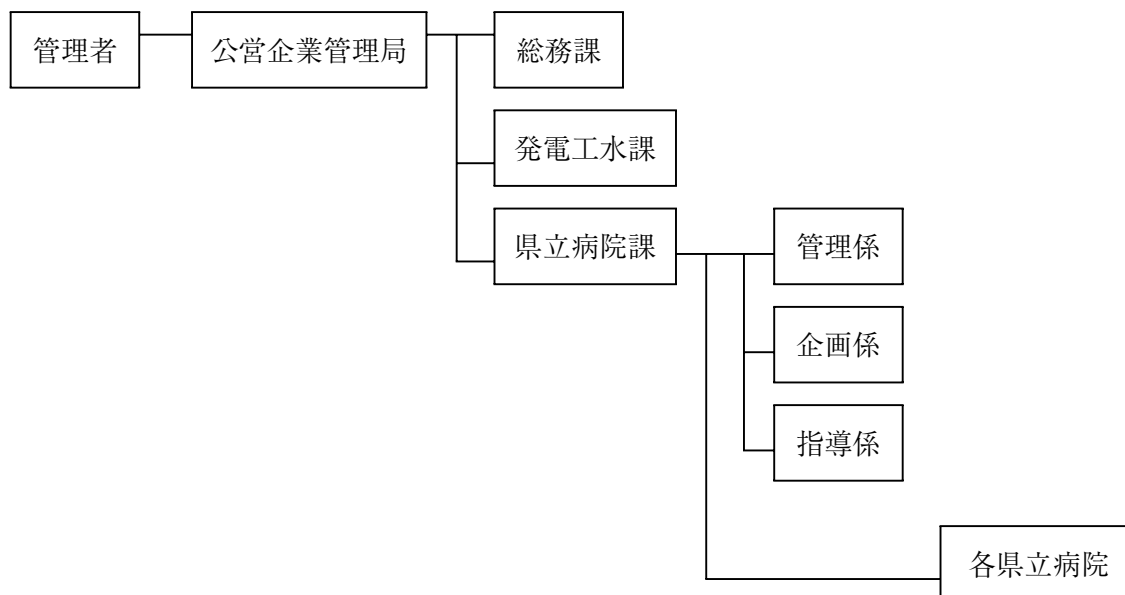 管理者
公営企業管理局
総務課
発電工水課
県立病院課
管理係
企画係
指導係
各県立病院